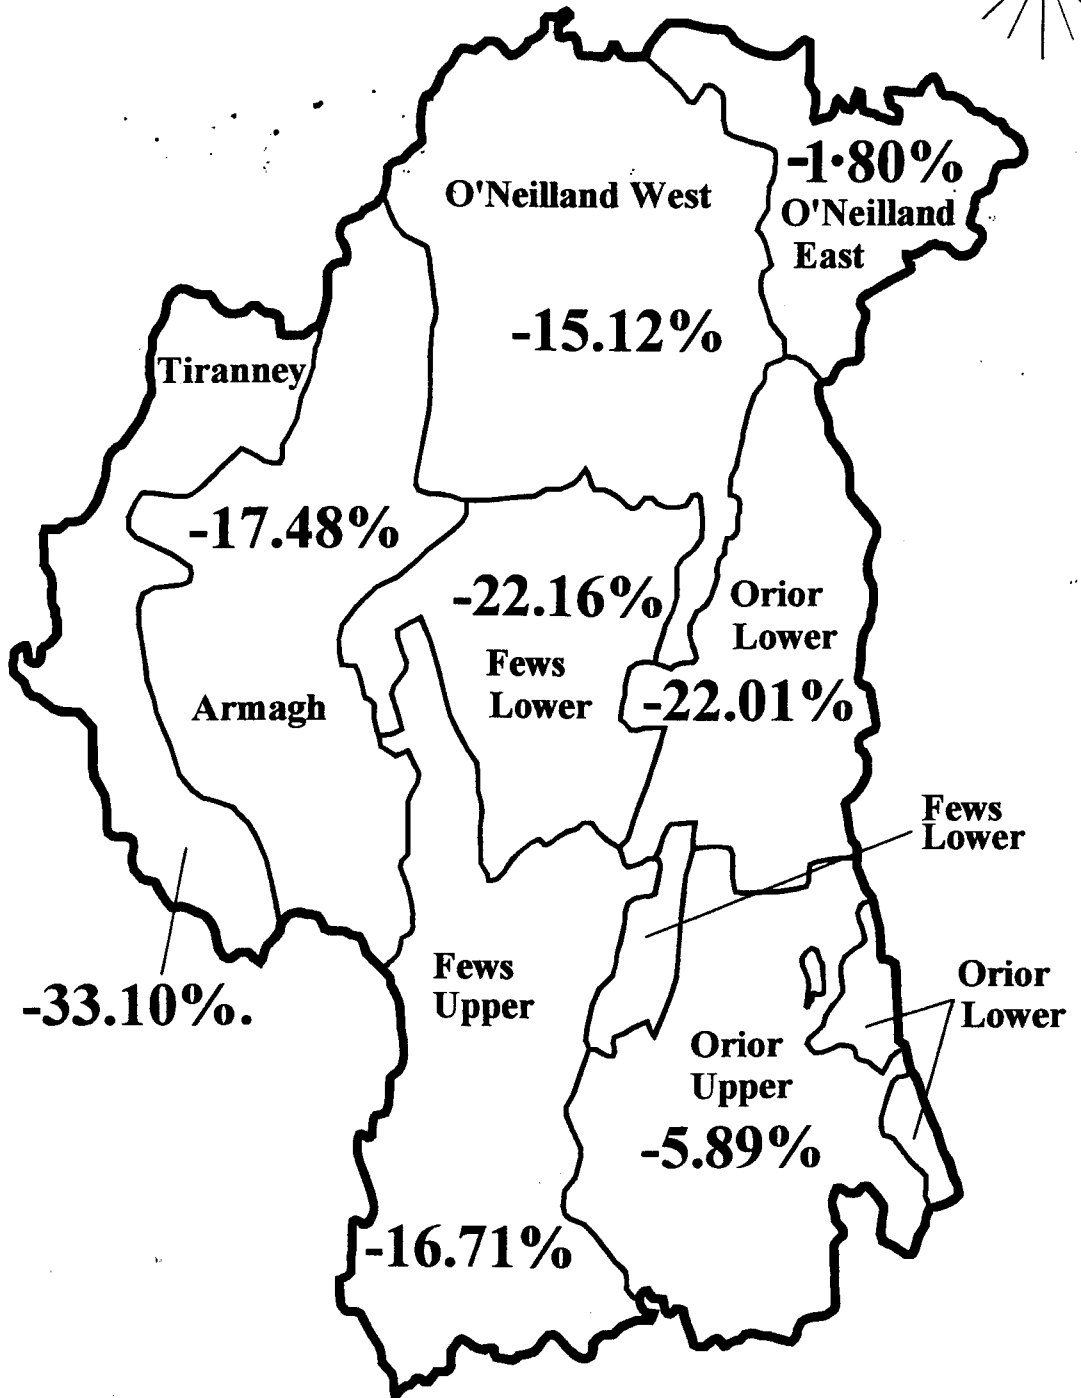 -1·80%
O'Neilland West
O'Neilland
East
-15.12%
Tiranney
-17.48%
-22.16%
Orior
Lower
Fews
Lower
-22.01%
Armagh
Fews
Lower
Fews
Upper
-33.10%.
Orior
Lower
Orior
Upper
-5.89%
-16.71%